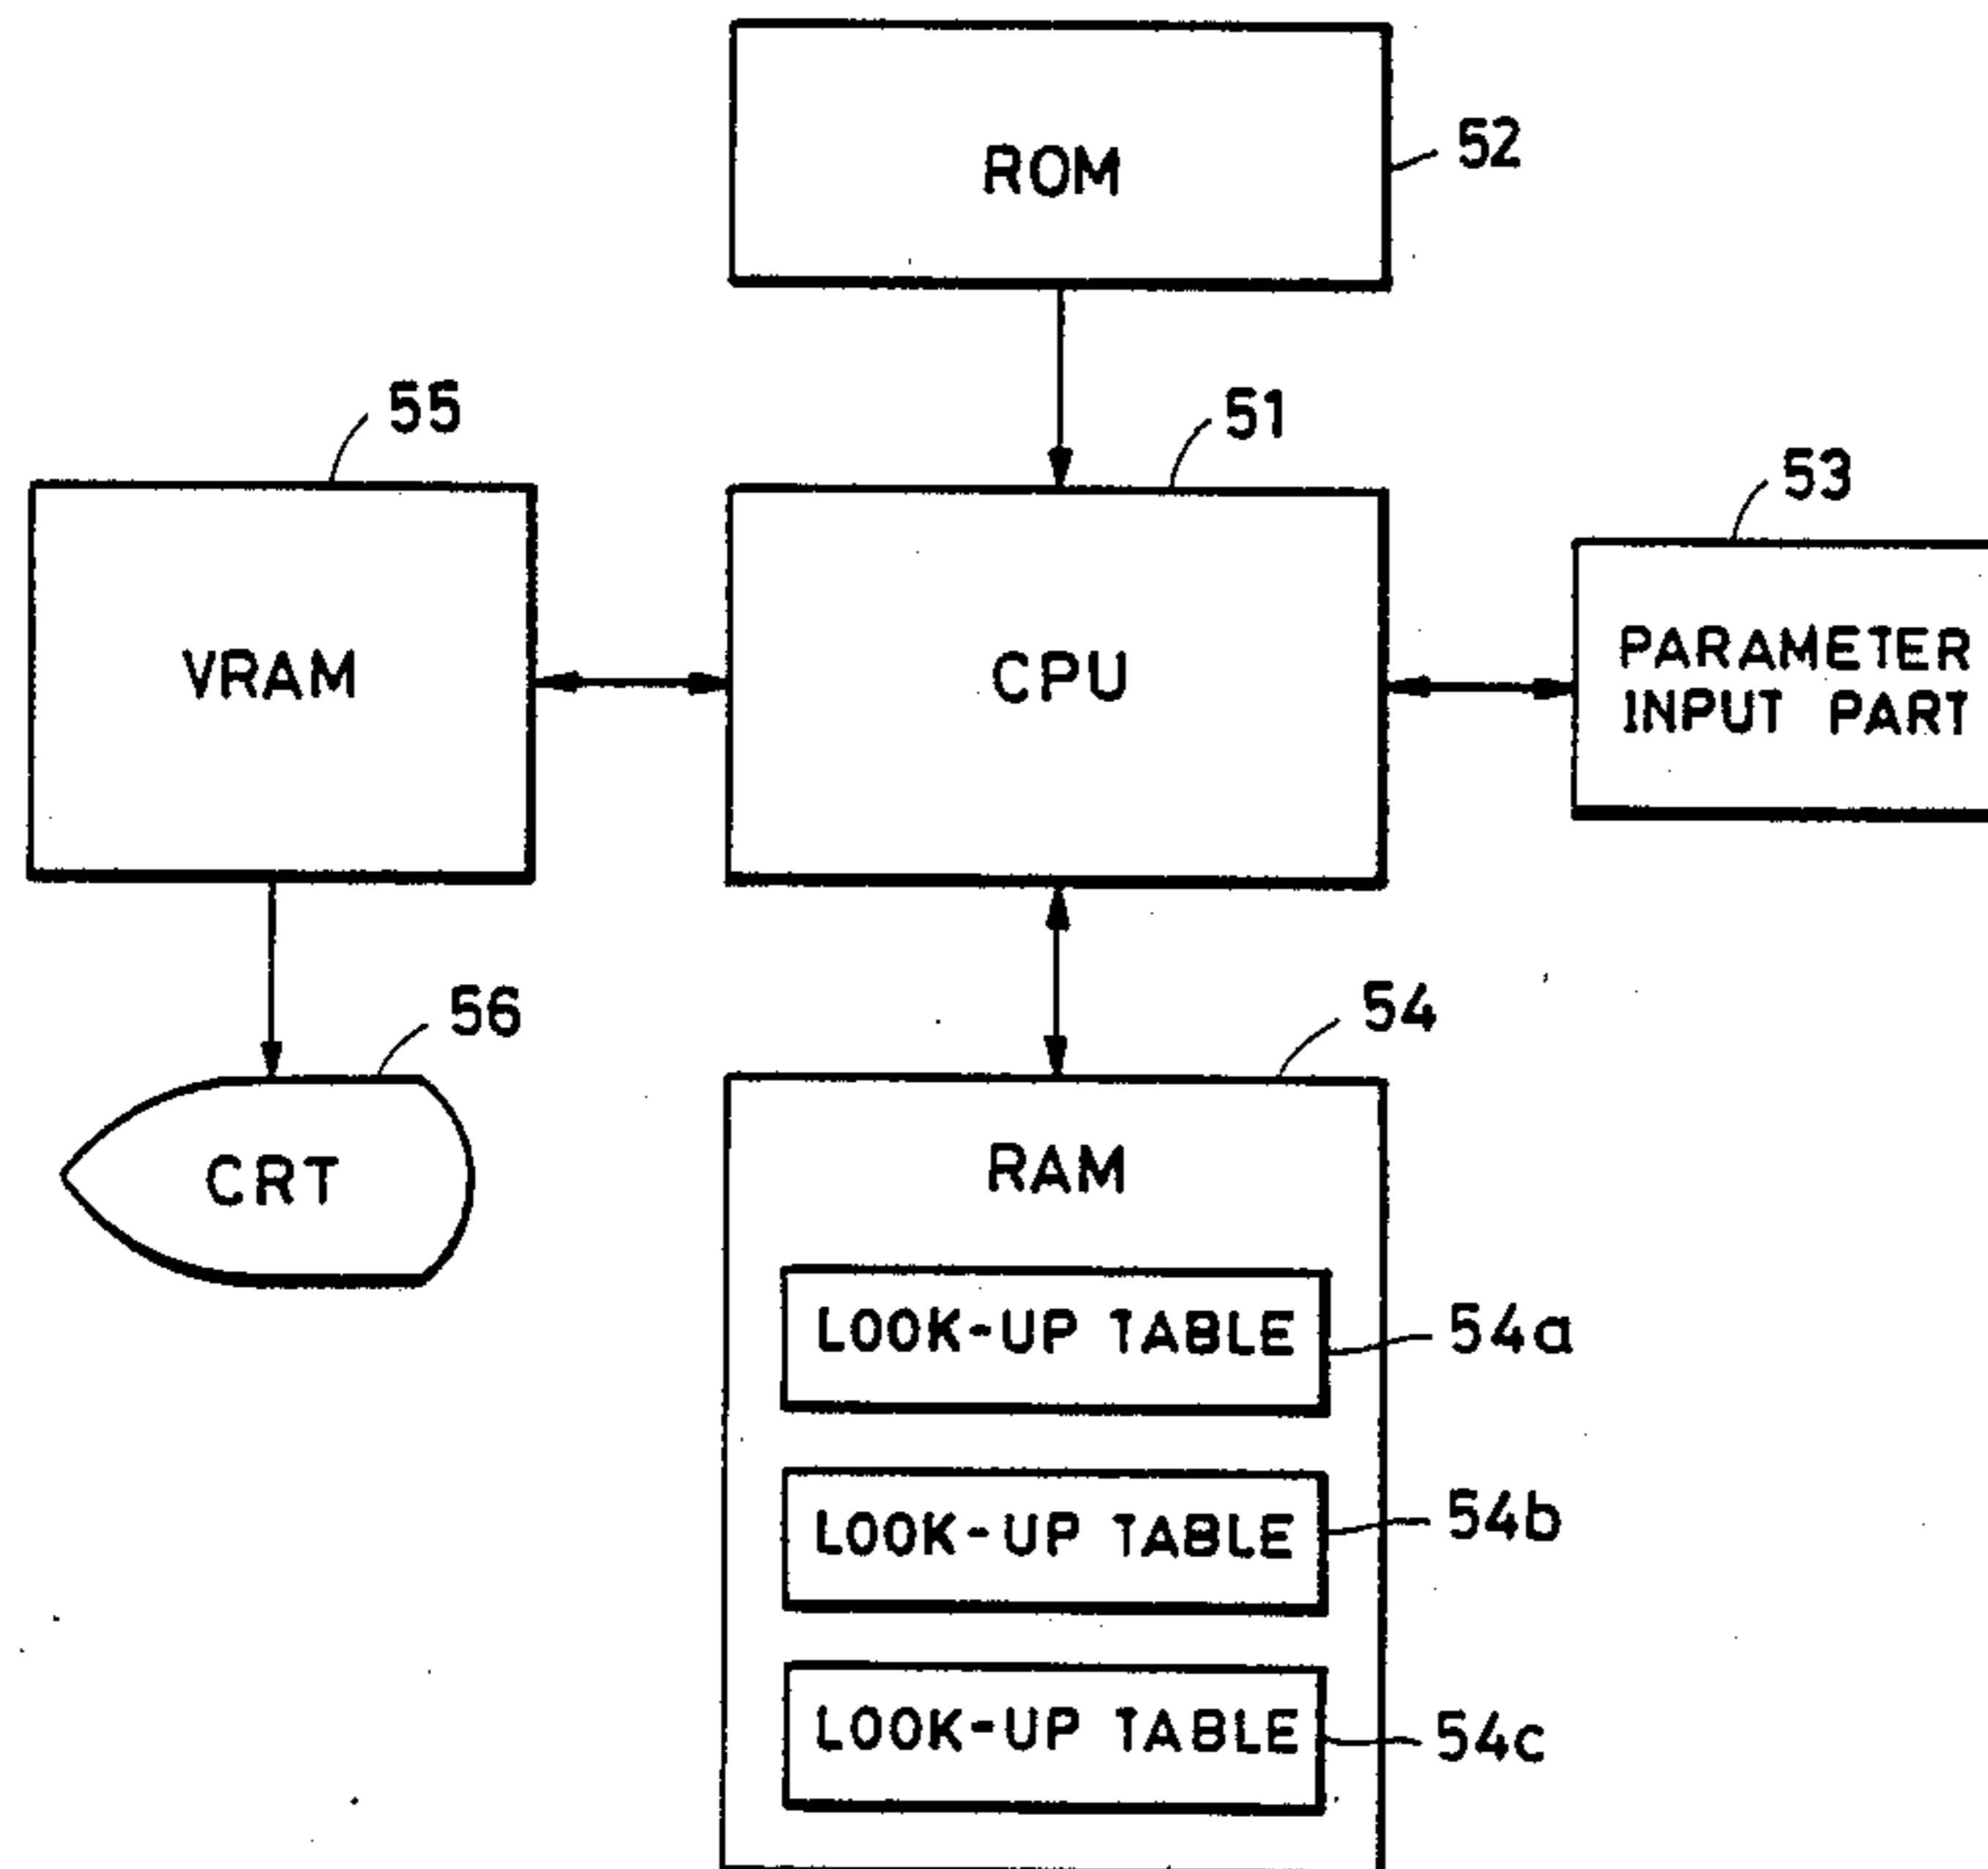 ROM
52
55
51
53
VRAM
CPU
PARAMETER
INPUT PART
56
54
CRT
RAM
LOOK-UP TABLE
54a
LOOK-UP TABLE
54b
LOOK-UP TABLE
54c